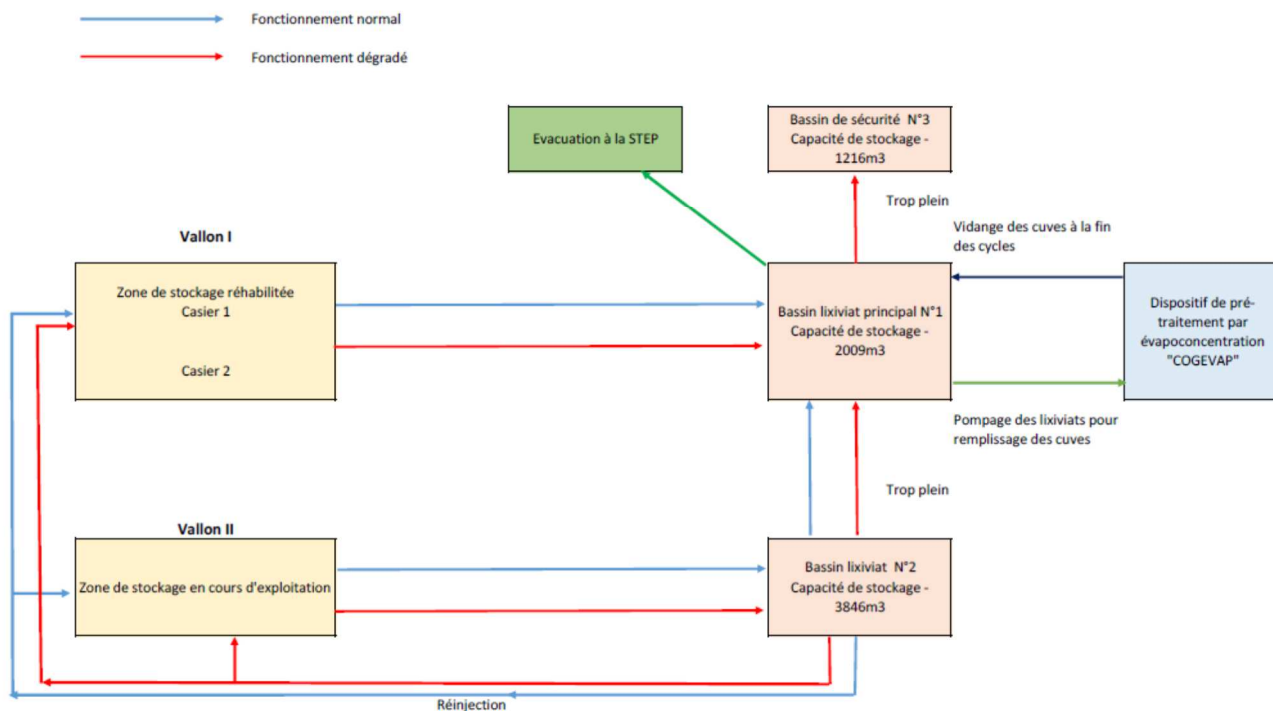 Fonctionnement normal
Fonctionnement dégradé
Evacuation à la STEP
Bassin de sécurité  N°3
Capacité de stockage -
1216m3
Trop plein
Vidange des cuves à la fin
des cycles
Vallon I
Zone de stockage réhabilitée
Casier 1
Casier 2
Bassin lixiviat principal N°1
Capacité de stockage -
2009m3
Dispositif de pré-
traitement par
évapoconcentration
"COGEVAP"
Pompage des lixiviats pour
remplissage des cuves
Trop plein
Vallon II
Zone de stockage en cours d'exploitation
Bassin lixiviat  N°2
Capacité de stockage -
3846m3
Réinjection